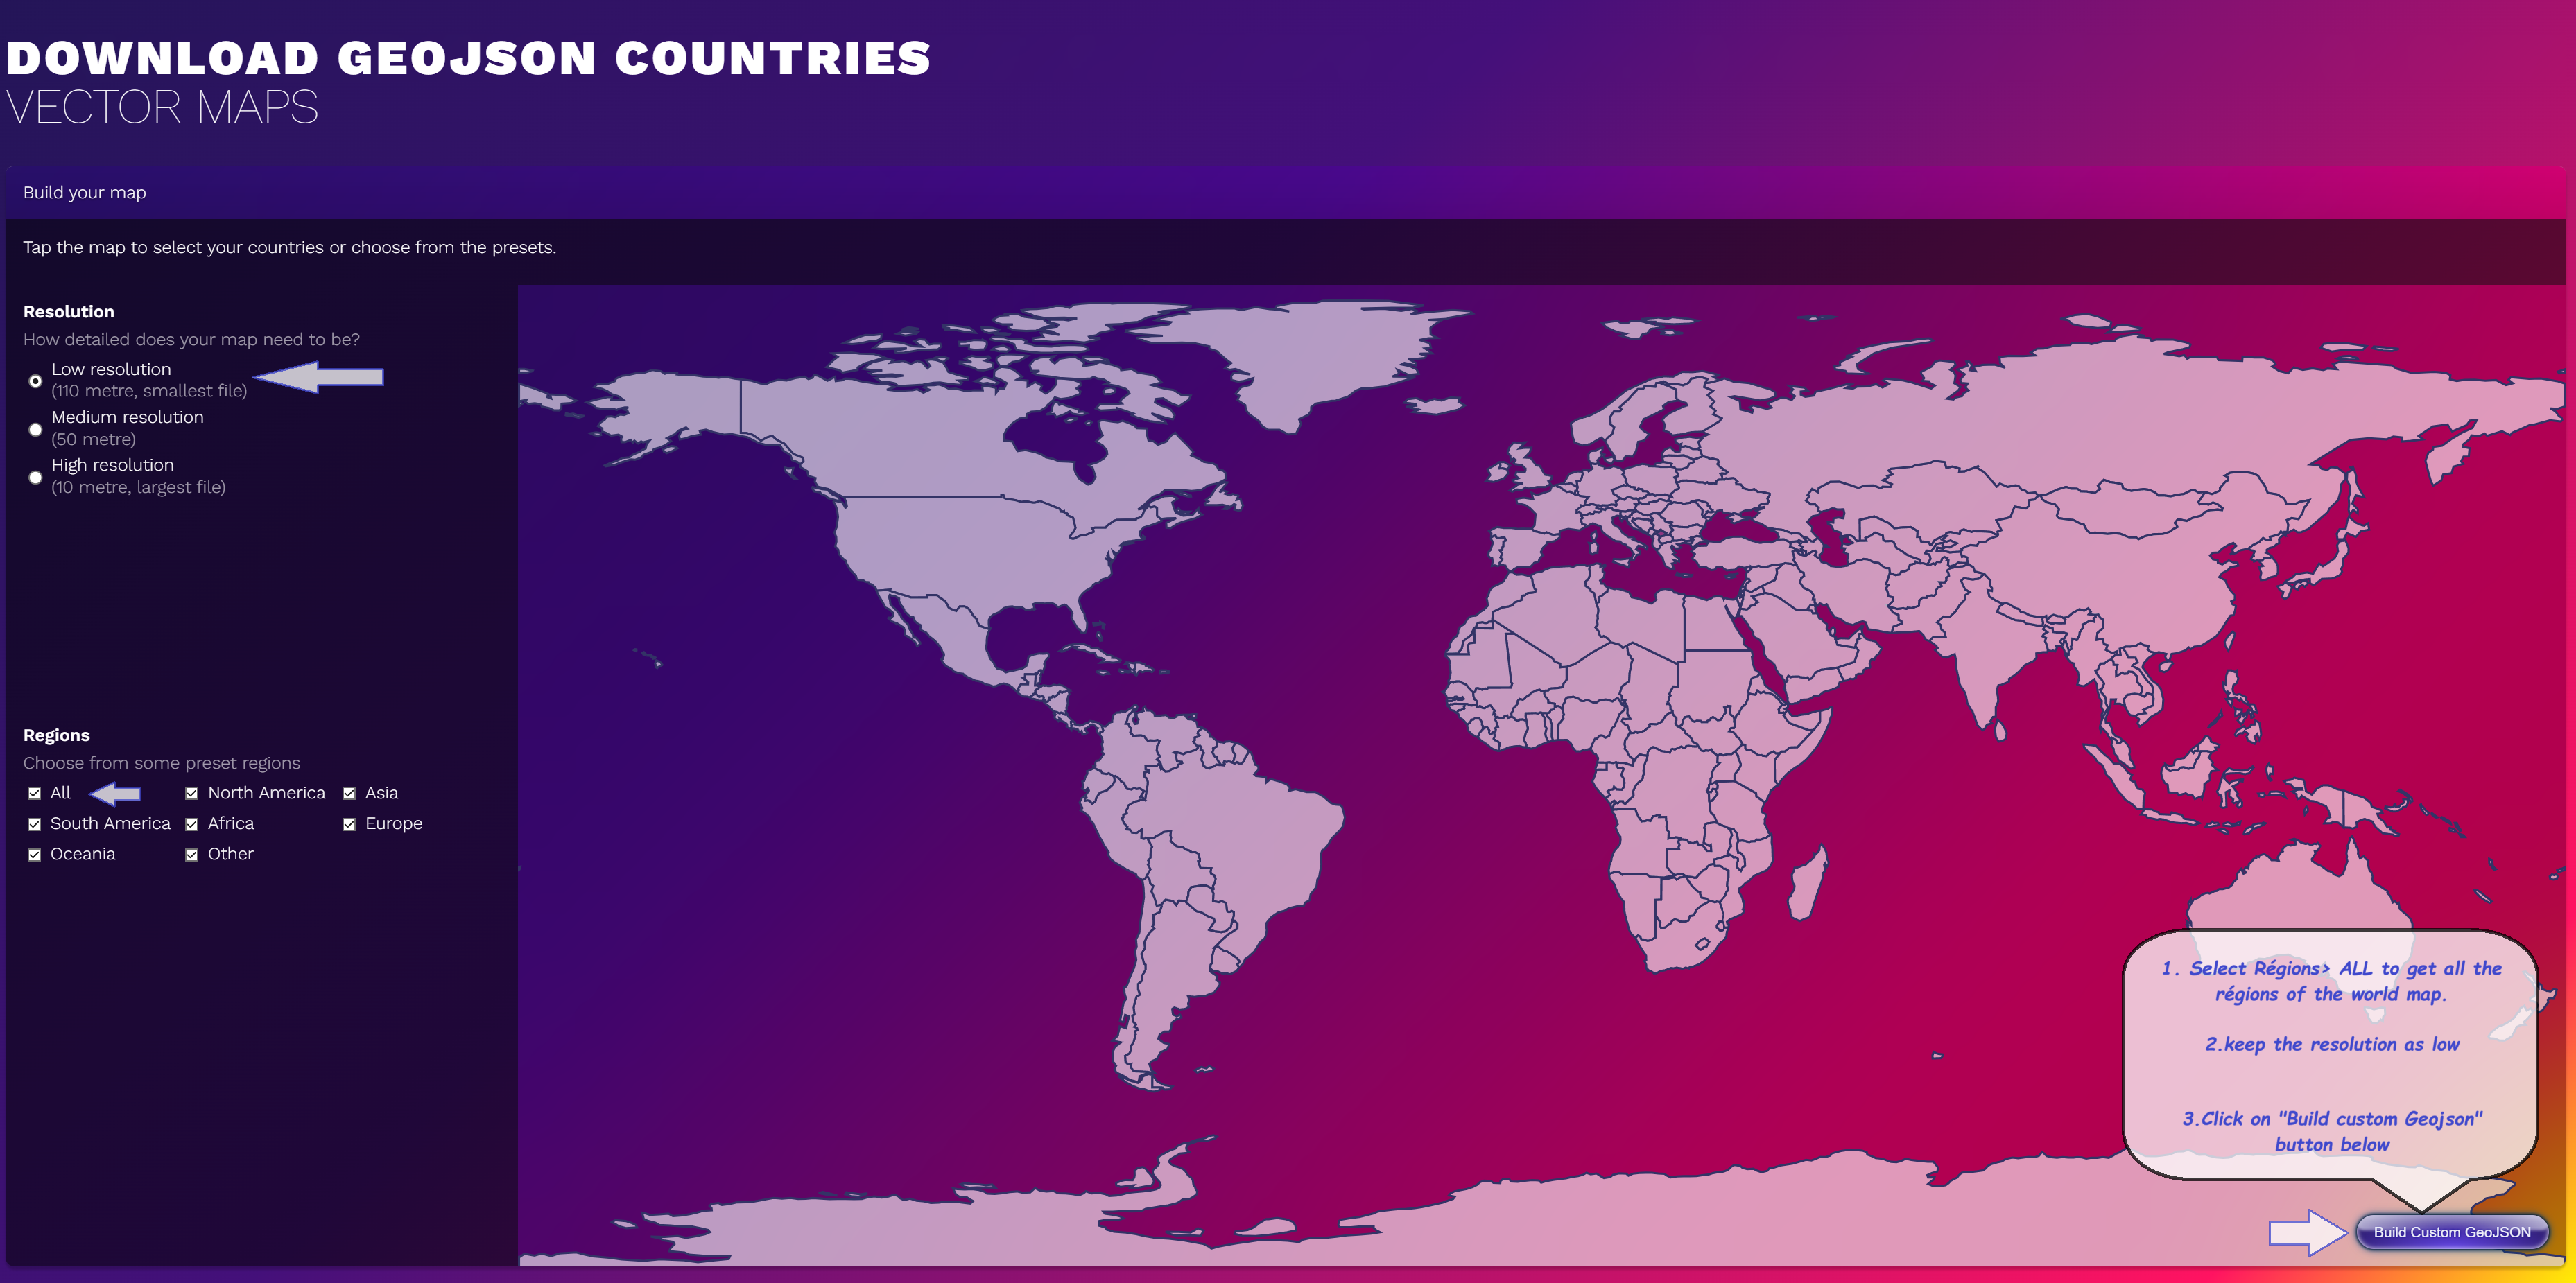 DOWNLOAD GEOJSON COUNTRIES
VECTOR MAPS
Build your map
Tap the map to select your countries or choose from the presets.
Resolution
How detailed does your map need to be?
Low resolution
(110 metre, smallest file)
Medium resolution
(50 metre)
High resolution
(10 metre, largest file)
Regions
Choose from some preset regions
All North America Asia
South America Africa Europe
Oceania Other
1. Select Régions> ALL to get all the
régions of the world map.
2.keep the resolution as low
3.Click on "Build custom Geojson"
button below
Build Custom GeoJSON